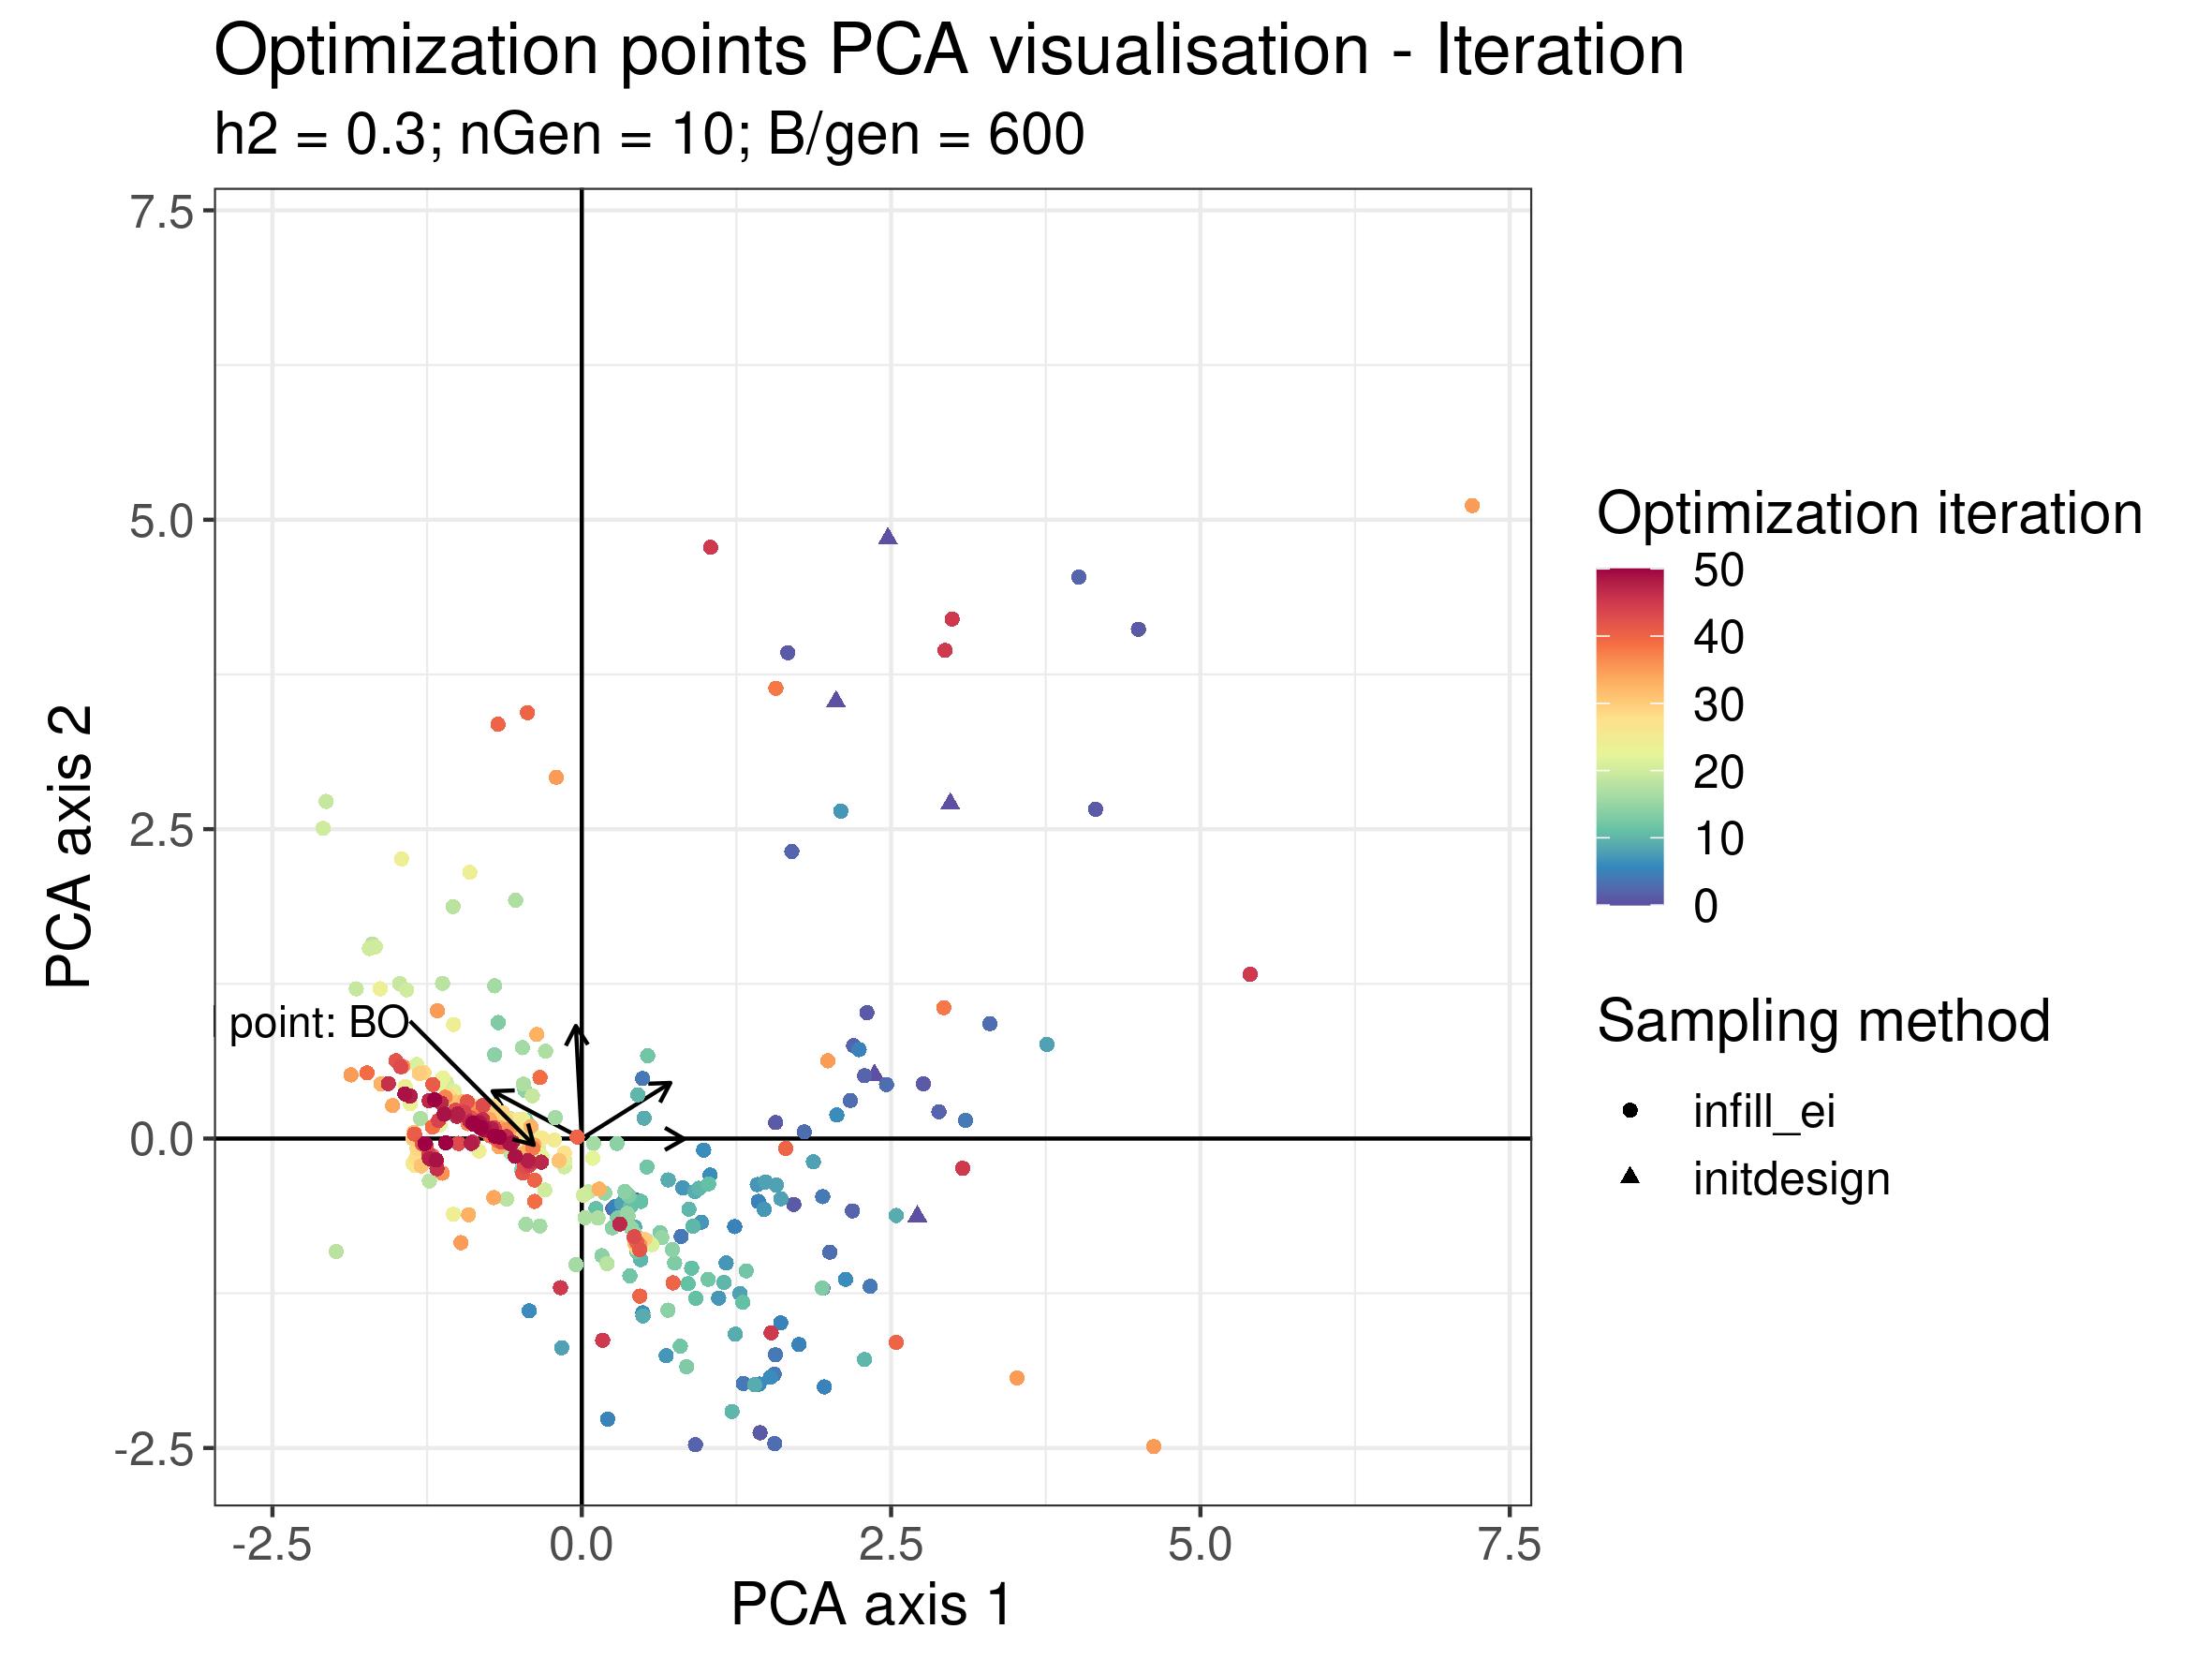 Optimization points PCA visualisation - Iteration
h2 = 0.3; nGen = 10; B/gen = 600
7.5
5.0
2.5
0.0
-2.5
PCA axis 2
point: BO
-2.5
0.0
2.5
5.0
7.5
PCA axis 1
Optimization iteration
50
40
30
20
10
0
Sampling method
infill_ei
initdesign